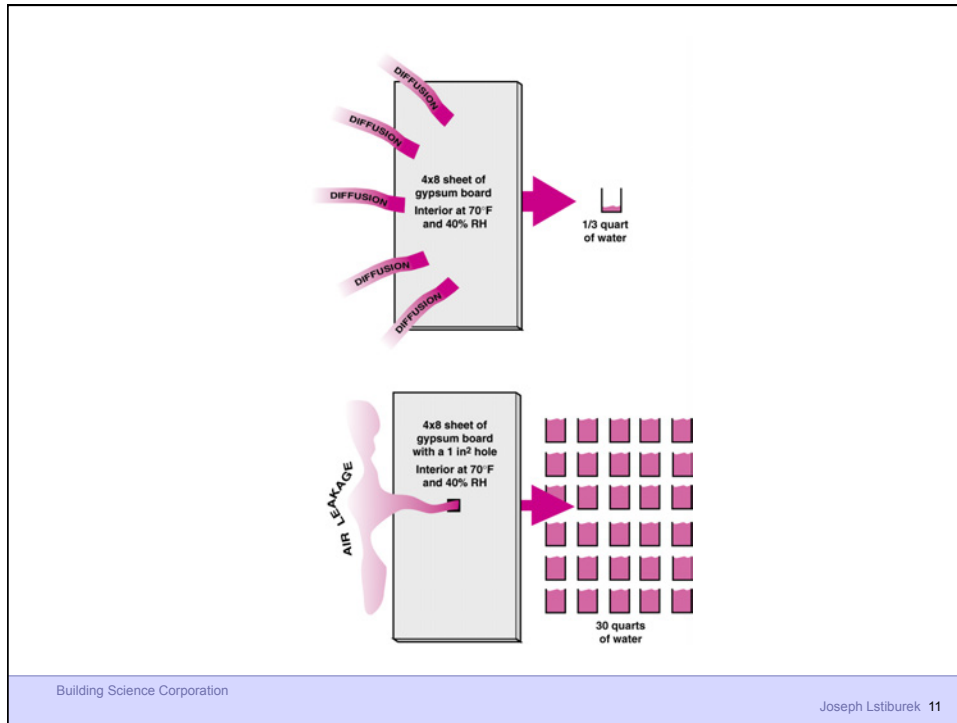 DIFFUSION
DIFFUSION
DIFFUSION
DIFFUSION
DIFFUSION
4x8 sheet of
gypsum board
Interior at 70°F
and 40% RH
1/3 quart
of water
AIR LEAKAGE
4x8 sheet of
gypsum board
with a 1 in² hole
Interior at 70°F
and 40% RH
30 quarts
of water
Building Science Corporation
Joseph Lstiburek 11